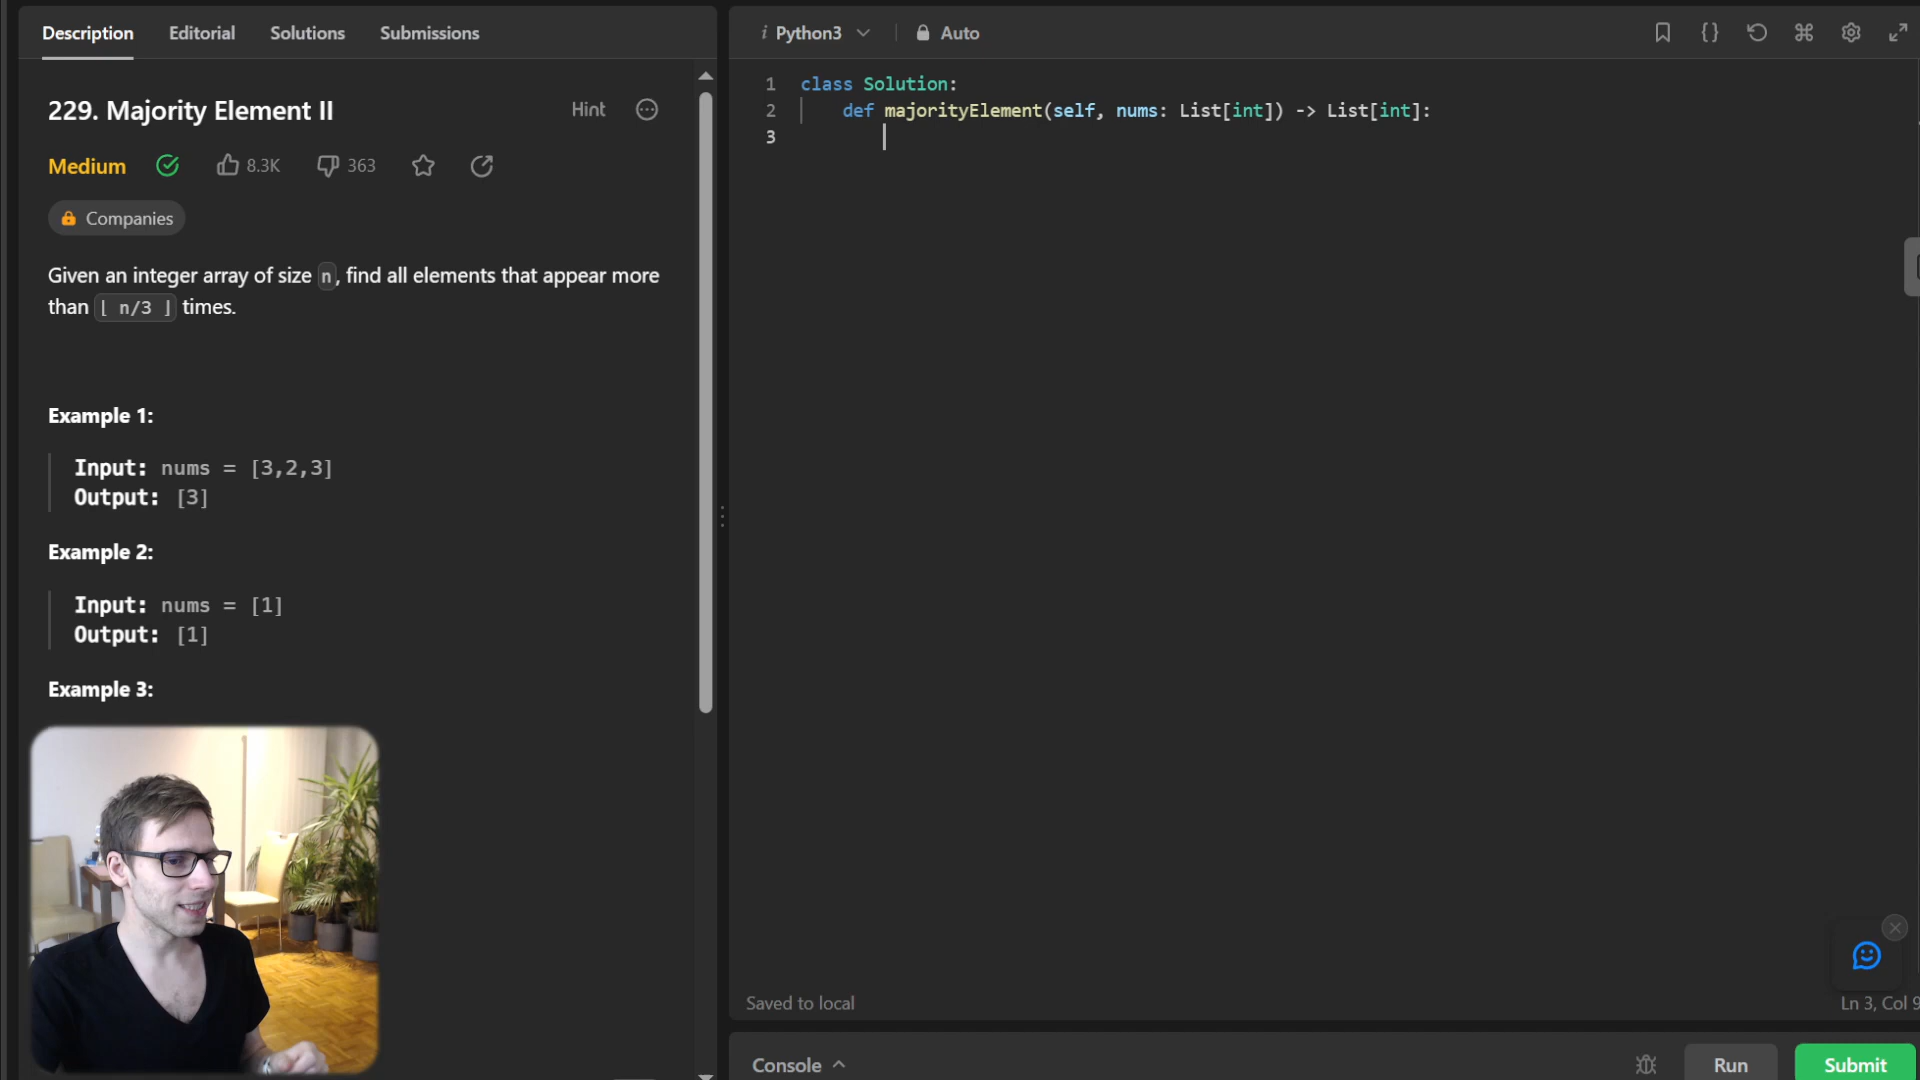 Description Editorial Solutions Submissions
229. Majority Element II Hint
Medium 8.3K 363
Companies
Given an integer array of size n, find all elements that appear more
than ⌊ n/3 ⌋ times.
Example 1:
Input: nums = [3,2,3]
Output: [3]
Example 2:
Input: nums = [1]
Output: [1]
Example 3:
i Python3 Auto
1 class Solution:
2 def majorityElement(self, nums: List[int]) -> List[int]:
3
Saved to local
Ln 3, Col 9
Console Run Submit